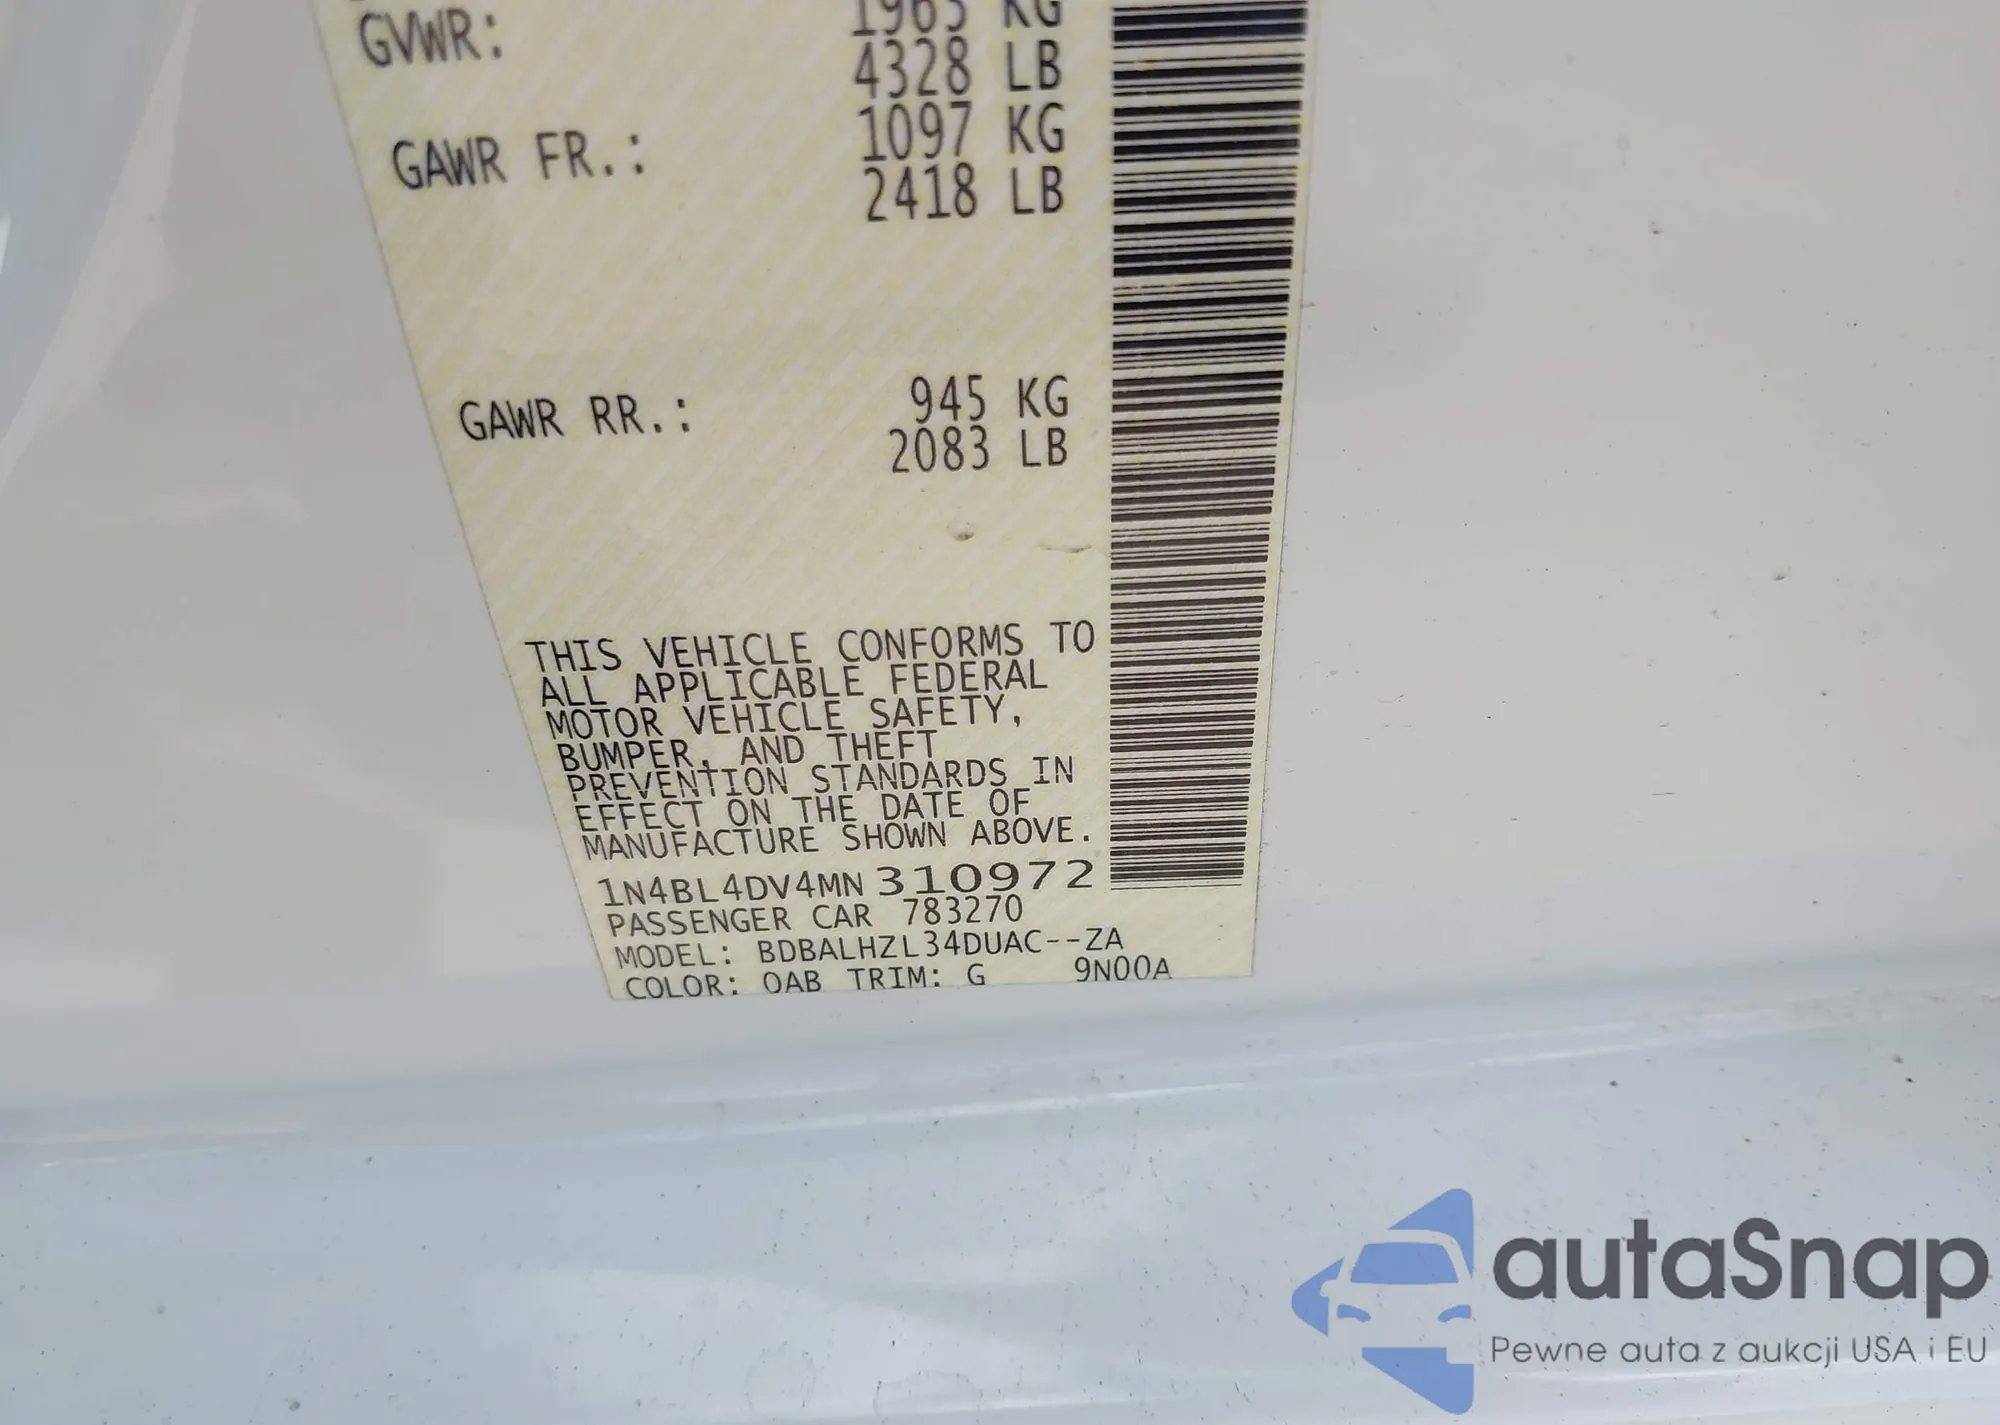 GVWR: 1963 KG
4328 LB
GAWR FR.: 1097 KG
2418 LB
GAWR RR.: 945 KG
2083 LB
THIS VEHICLE CONFORMS TO
ALL APPLICABLE FEDERAL
MOTOR VEHICLE SAFETY,
BUMPER, AND THEFT
PREVENTION STANDARDS IN
EFFECT ON THE DATE OF
MANUFACTURE SHOWN ABOVE.
1N4BL4DV4MN310972
PASSENGER CAR 783270
MODEL: BDBALHZL34DUAC--ZA
COLOR: QAB TRIM: G 9N00A
autaSnap
Pewne auta z aukcji USA i EU